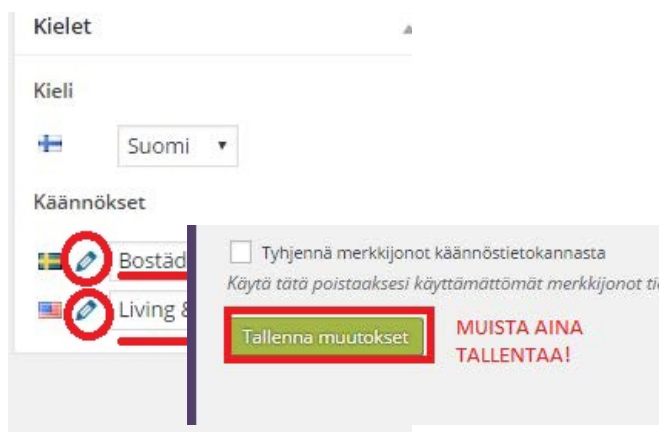 Kielet
Kieli
Suomi
Käännökset
Bostäd
Living &
Tyhjennä merkkijonot käännöstietokannasta
Käytä tätä poistaaksesi käyttämättömät merkkijonot
Tallenna muutokset
MUISTA AINA
TALLENTAA!